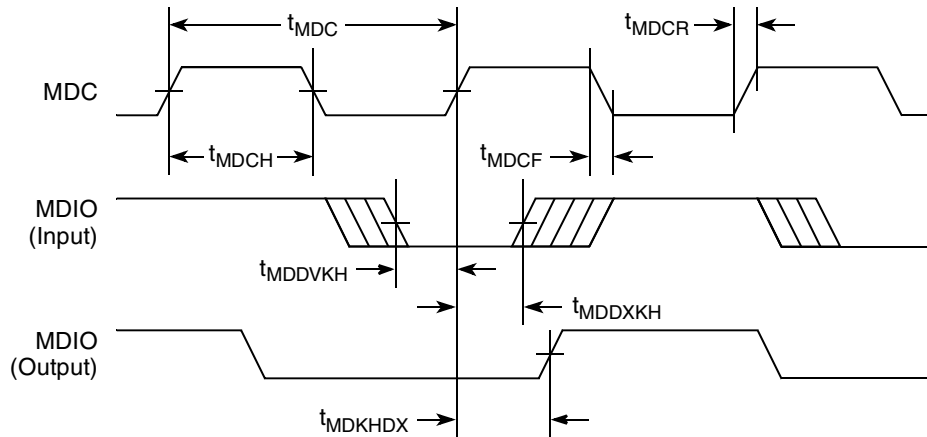 tMDC
tMDCR
MDC
tMDCH
tMDCF
MDIO
(Input)
tMDDVKH
tMDDXKH
MDIO
(Output)
tMDKHDX